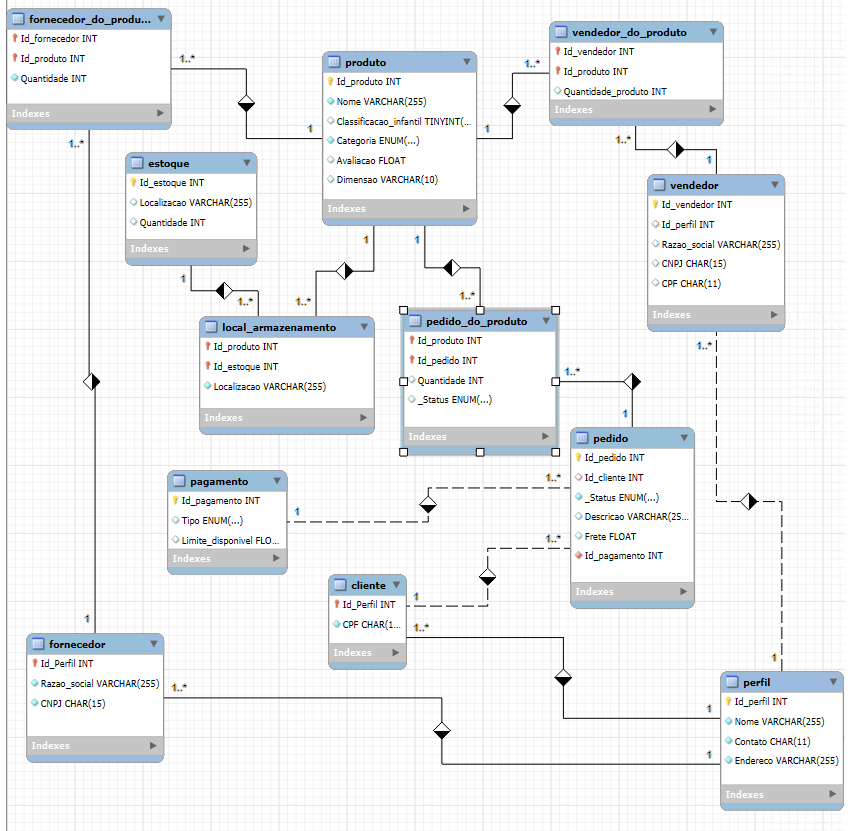 fornecedor_do_produ...
Id_fornecedor INT
Id_produto INT
Quantidade INT
Indexes
1..*
1..*
1
produto
Id_produto INT
Nome VARCHAR(255)
Classificacao_infantil TINYINT(...
Categoria ENUM(...)
Avaliacao FLOAT
Dimensao VARCHAR(10)
Indexes
1
1..*
vendedor_do_produto
Id_vendedor INT
Id_produto INT
Quantidade_produto INT
Indexes
1..*
1
estoque
Id_estoque INT
Localizacao VARCHAR(255)
Quantidade INT
Indexes
1
1..*
vendedor
Id_vendedor INT
Id_perfil INT
Razao_social VARCHAR(255)
CNPJ CHAR(15)
CPF CHAR(11)
Indexes
1..*
1
1..*
1
1..*
local_armazenamento
Id_produto INT
Id_estoque INT
Localizacao VARCHAR(255)
Indexes
pedido_do_produto
Id_produto INT
Id_pedido INT
Quantidade INT
_Status ENUM(...)
Indexes
1..*
1
pedido
Id_pedido INT
Id_cliente INT
_Status ENUM(...)
Descricao VARCHAR(25...
Frete FLOAT
Id_pagamento INT
Indexes
1..*
1..*
pagamento
Id_pagamento INT
Tipo ENUM(...)
Limite_disponivel FLO...
Indexes
1
cliente
Id_Perfil INT
CPF CHAR(1...
Indexes
1
1..*
fornecedor
Id_Perfil INT
Razao_social VARCHAR(255)
CNPJ CHAR(15)
Indexes
1
1..*
perfil
Id_perfil INT
Nome VARCHAR(255)
Contato CHAR(11)
Endereco VARCHAR(255)
Indexes
1
1
1